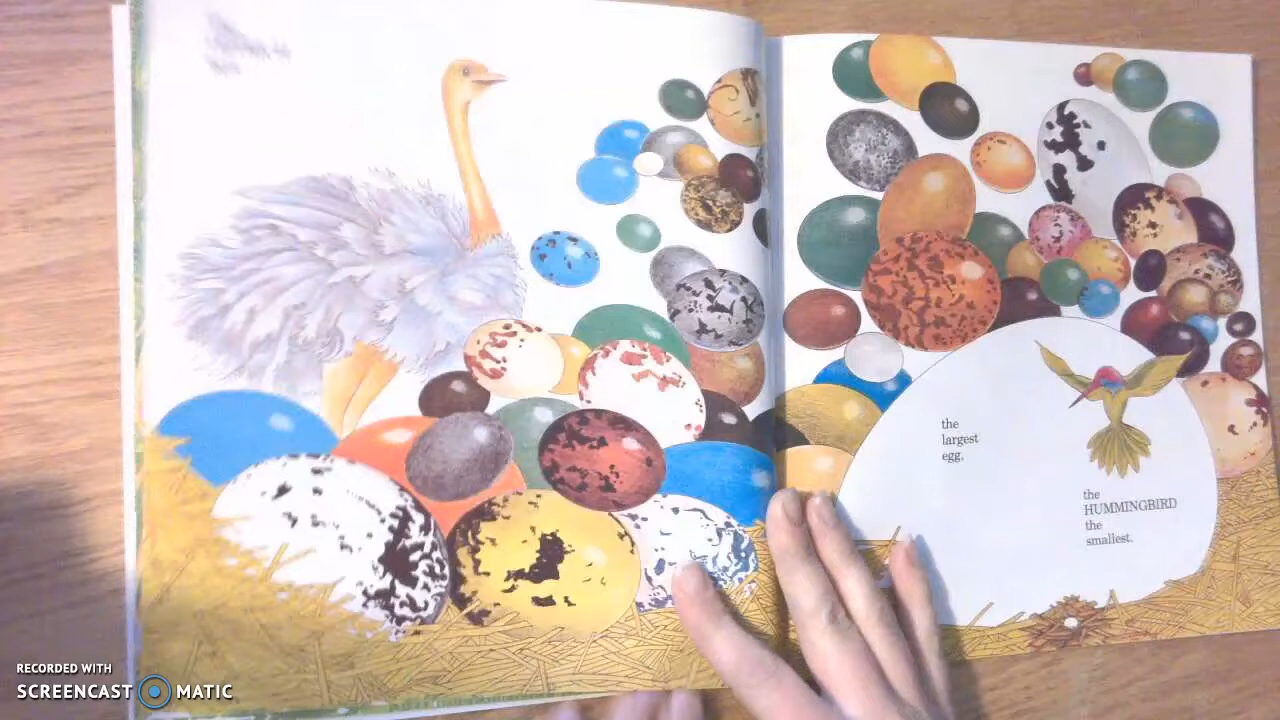 the
largest
egg,
the
HUMMINGBIRD
the
smallest.
RECORDED WITH
SCREENCAST MATIC